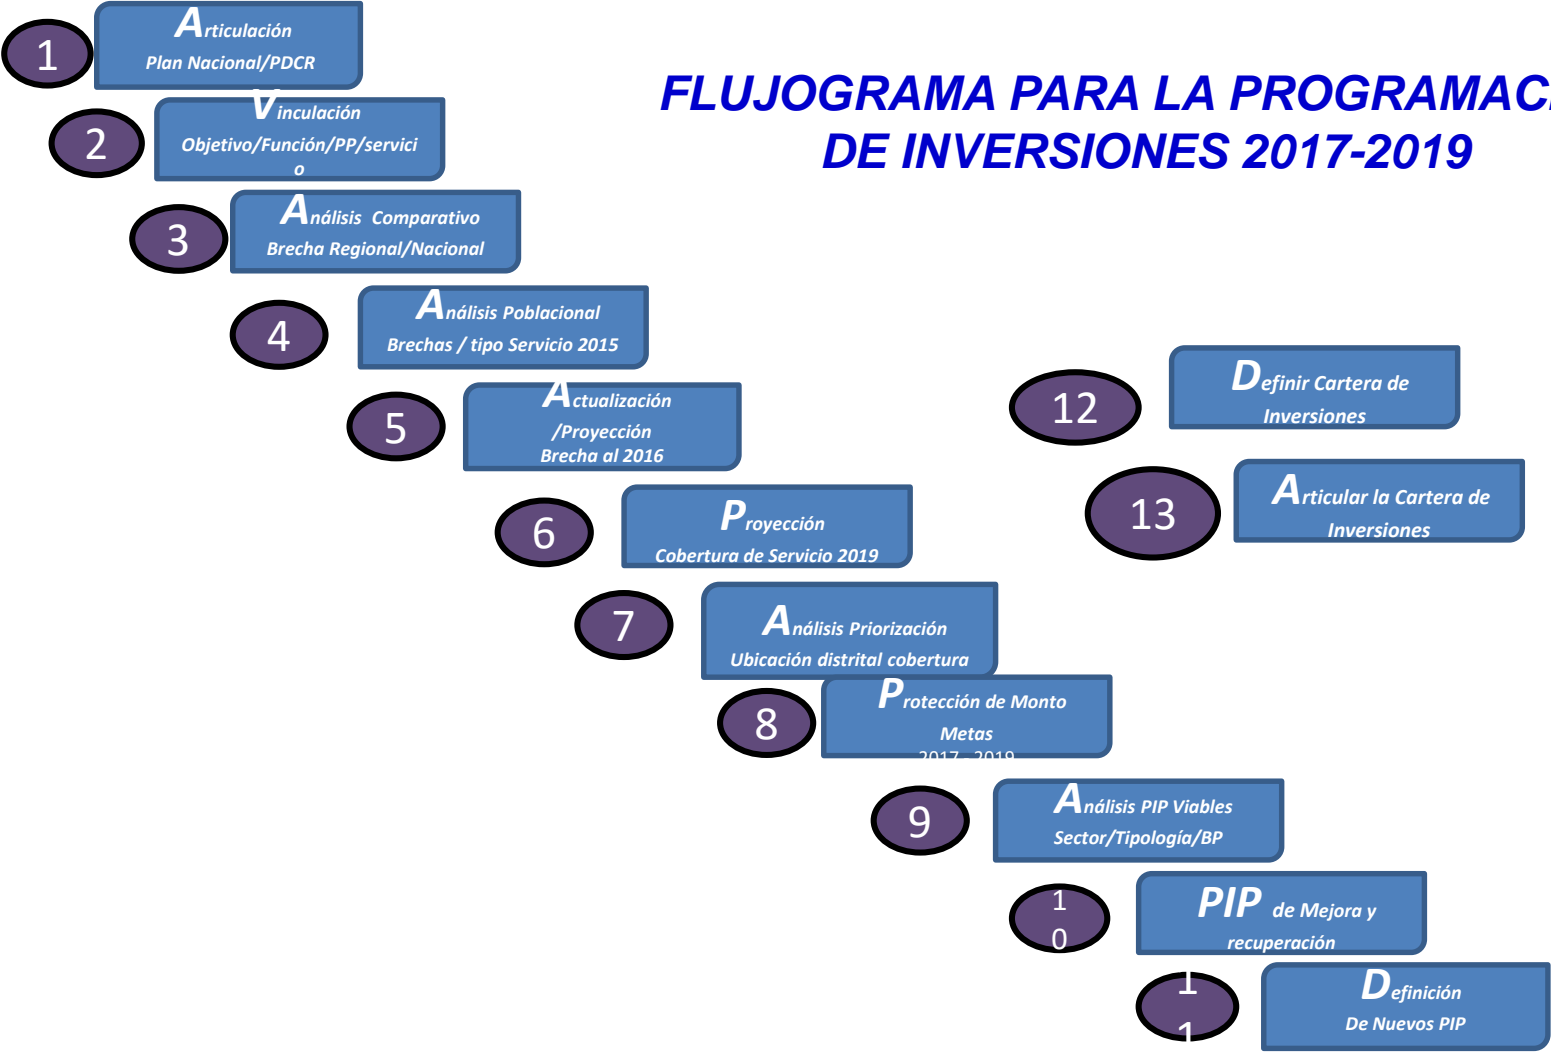 FLUJOGRAMA PARA LA PROGRAMACI
DE INVERSIONES 2017-2019
1
Articulación
Plan Nacional/PDCR
2
Vinculación
Objetivo/Función/PP/servici
o
3
Análisis Comparativo
Brecha Regional/Nacional
4
Análisis Poblacional
Brechas / tipo Servicio 2015
5
Actualización
/Proyección
Brecha al 2016
6
Proyección
Cobertura de Servicio 2019
7
Análisis Priorización
Ubicación distrital cobertura
8
Protección de Monto
Metas
2017 - 2019
9
Análisis PIP Viables
Sector/Tipología/BP
1
0
PIP de Mejora y
recuperación
1
1
Definición
De Nuevos PIP
12
Definir Cartera de
Inversiones
13
Articular la Cartera de
Inversiones